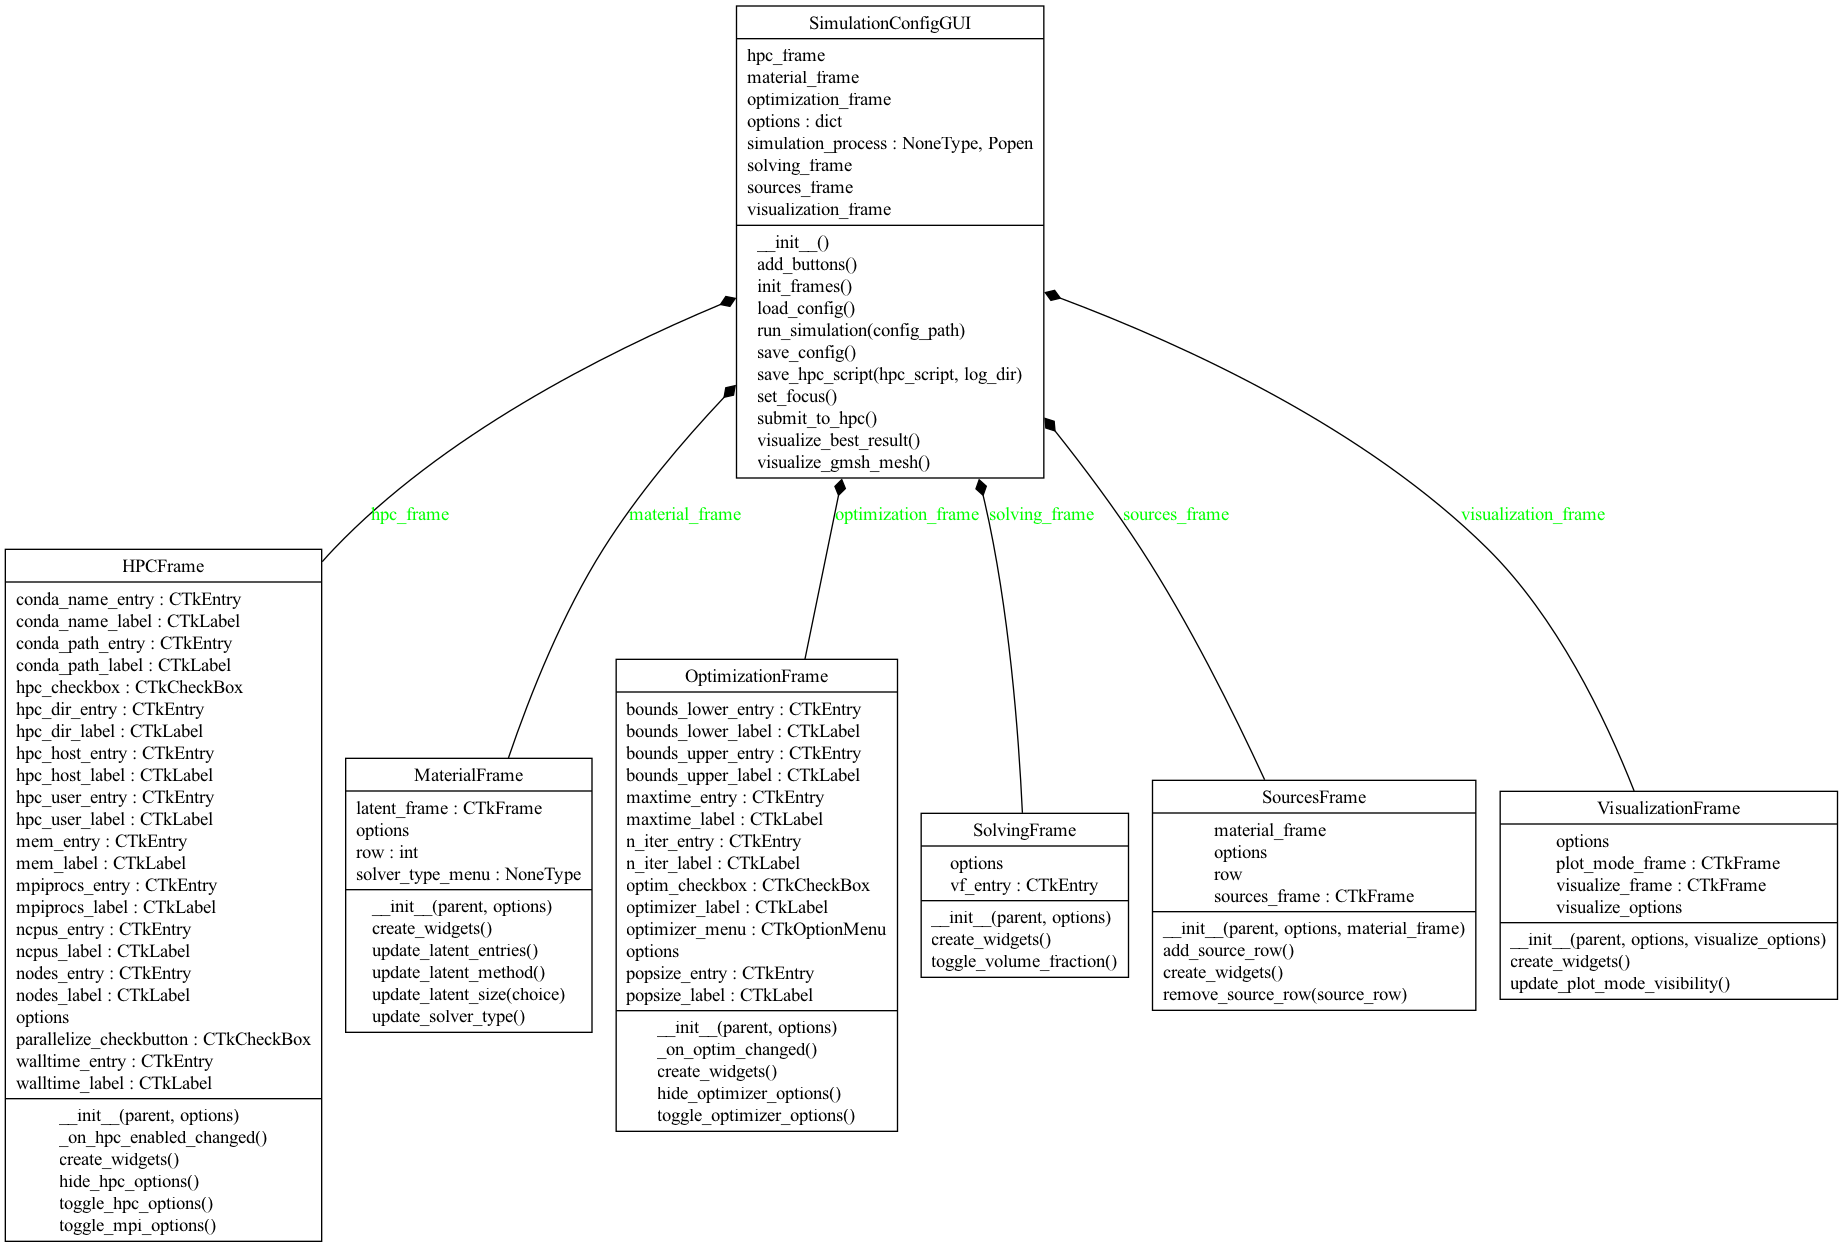 SimulationConfigGUI
hpc_frame
material_frame
optimization_frame
options : dict
simulation_process : NoneType, Popen
solving_frame
sources_frame
visualization_frame
__init__()
add_buttons()
init_frames()
load_config()
run_simulation(config_path)
save_config()
save_hpc_script(hpc_script, log_dir)
set_focus()
submit_to_hpc()
visualize_best_result()
visualize_gmsh_mesh()
hpc_frame
material_frame
optimization_frame
solving_frame
sources_frame
visualization_frame
HPCFrame
conda_name_entry : CTkEntry
conda_name_label : CTkLabel
conda_path_entry : CTkEntry
conda_path_label : CTkLabel
hpc_checkbox : CTkCheckBox
hpc_dir_entry : CTkEntry
hpc_dir_label : CTkLabel
hpc_host_entry : CTkEntry
hpc_host_label : CTkLabel
hpc_user_entry : CTkEntry
hpc_user_label : CTkLabel
mem_entry : CTkEntry
mem_label : CTkLabel
mpiprocs_entry : CTkEntry
mpiprocs_label : CTkLabel
ncpus_entry : CTkEntry
ncpus_label : CTkLabel
nodes_entry : CTkEntry
nodes_label : CTkLabel
options
parallelize_checkbutton : CTkCheckBox
walltime_entry : CTkEntry
walltime_label : CTkLabel
__init__(parent, options)
_on_hpc_enabled_changed()
create_widgets()
hide_hpc_options()
toggle_hpc_options()
toggle_mpi_options()
MaterialFrame
latent_frame : CTkFrame
options
row : int
solver_type_menu : NoneType
__init__(parent, options)
create_widgets()
update_latent_entries()
update_latent_method()
update_latent_size(choice)
update_solver_type()
OptimizationFrame
bounds_lower_entry : CTkEntry
bounds_lower_label : CTkLabel
bounds_upper_entry : CTkEntry
bounds_upper_label : CTkLabel
maxtime_entry : CTkEntry
maxtime_label : CTkLabel
n_iter_entry : CTkEntry
n_iter_label : CTkLabel
optim_checkbox : CTkCheckBox
optimizer_label : CTkLabel
optimizer_menu : CTkOptionMenu
options
popsize_entry : CTkEntry
popsize_label : CTkLabel
__init__(parent, options)
_on_optim_changed()
create_widgets()
hide_optimizer_options()
toggle_optimizer_options()
SolvingFrame
options
vf_entry : CTkEntry
__init__(parent, options)
create_widgets()
toggle_volume_fraction()
SourcesFrame
material_frame
options
row
sources_frame : CTkFrame
__init__(parent, options, material_frame)
add_source_row()
create_widgets()
remove_source_row(source_row)
VisualizationFrame
options
plot_mode_frame : CTkFrame
visualize_frame : CTkFrame
visualize_options
__init__(parent, options, visualize_options)
create_widgets()
update_plot_mode_visibility()